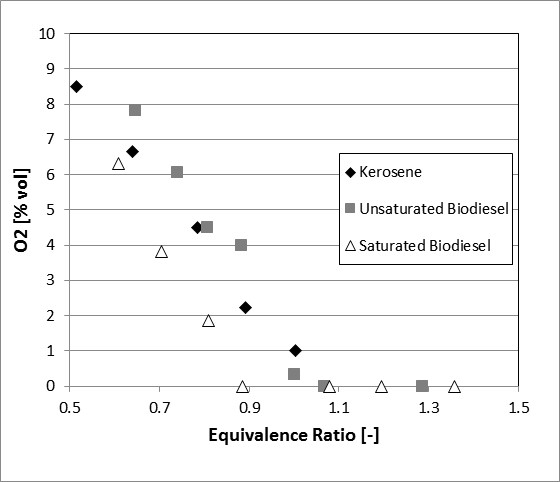 10
9
8
7
6
5
4
3
2
1
0
O2 [% vol]
Kerosene
Unsaturated Biodiesel
Saturated Biodiesel
0.5 0.7 0.9 1.1 1.3 1.5
Equivalence Ratio [-]